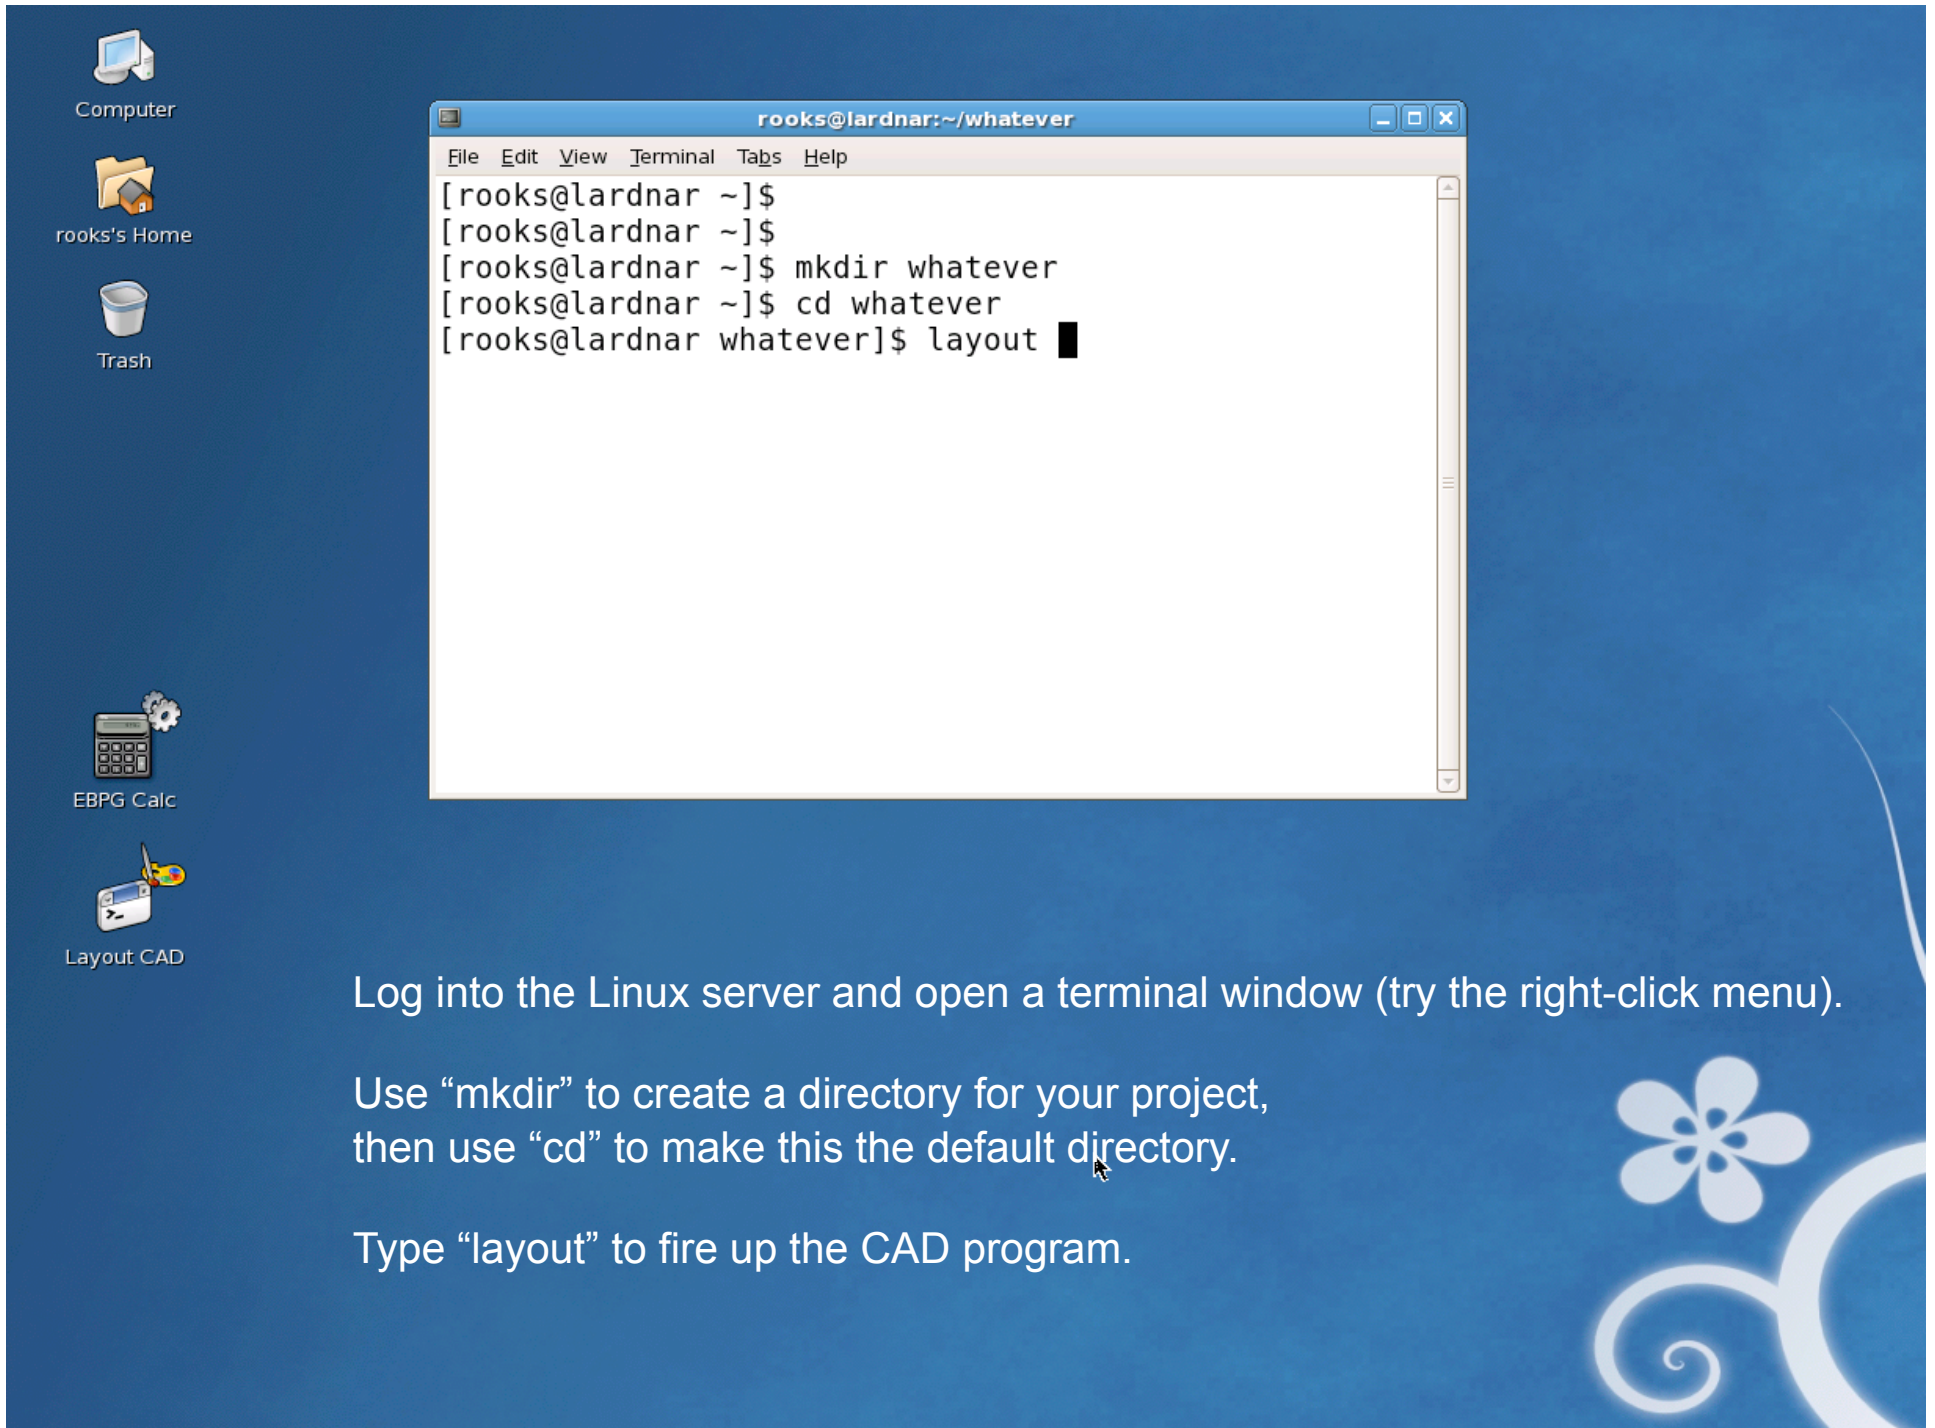 Computer
rooks's Home
Trash
EBPG Calc
Layout CAD
rooks@lardnar:~/whatever
File Edit View Terminal Tabs Help
[rooks@lardnar ~]$
[rooks@lardnar ~]$
[rooks@lardnar ~]$ mkdir whatever
[rooks@lardnar ~]$ cd whatever
[rooks@lardnar whatever]$ layout
Log into the Linux server and open a terminal window (try the right-click menu).
Use “mkdir” to create a directory for your project,
then use “cd” to make this the default directory.
Type “layout” to fire up the CAD program.